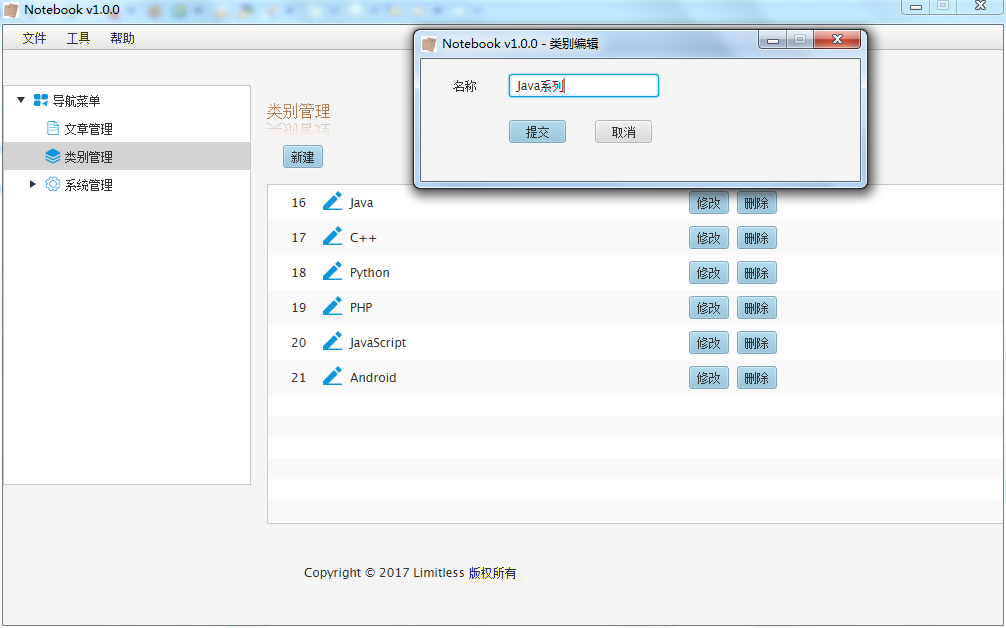 Notebook v1.0.0
文件 工具 帮助
导航菜单
文章管理
类别管理
系统管理
类别管理
新建
Notebook v1.0.0 - 类别编辑
名称 Java系列
提交 取消
16 Java 修改 删除
17 C++ 修改 删除
18 Python 修改 删除
19 PHP 修改 删除
20 JavaScript 修改 删除
21 Android 修改 删除
Copyright © 2017 Limitless 版权所有